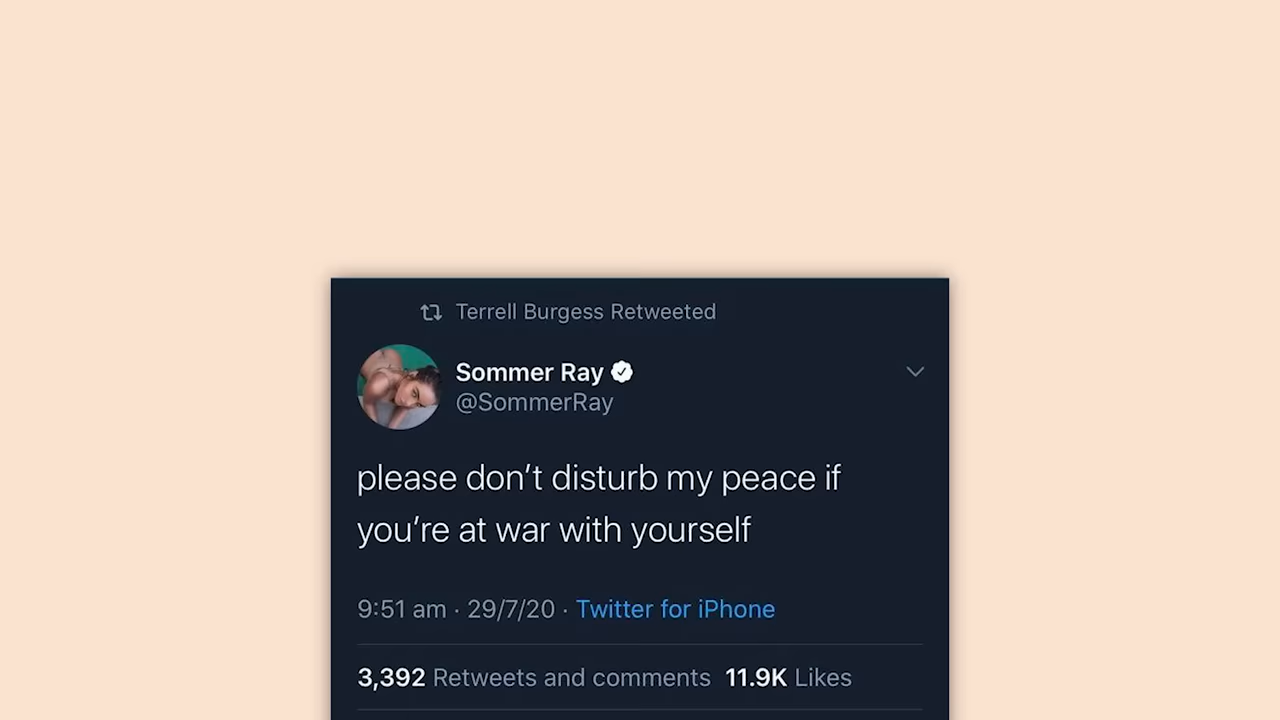 Terrell Burgess Retweeted
Sommer Ray
@SommerRay
please don’t disturb my peace if
you’re at war with yourself
9:51 am · 29/7/20 · Twitter for iPhone
3,392 Retweets and comments 11.9K Likes